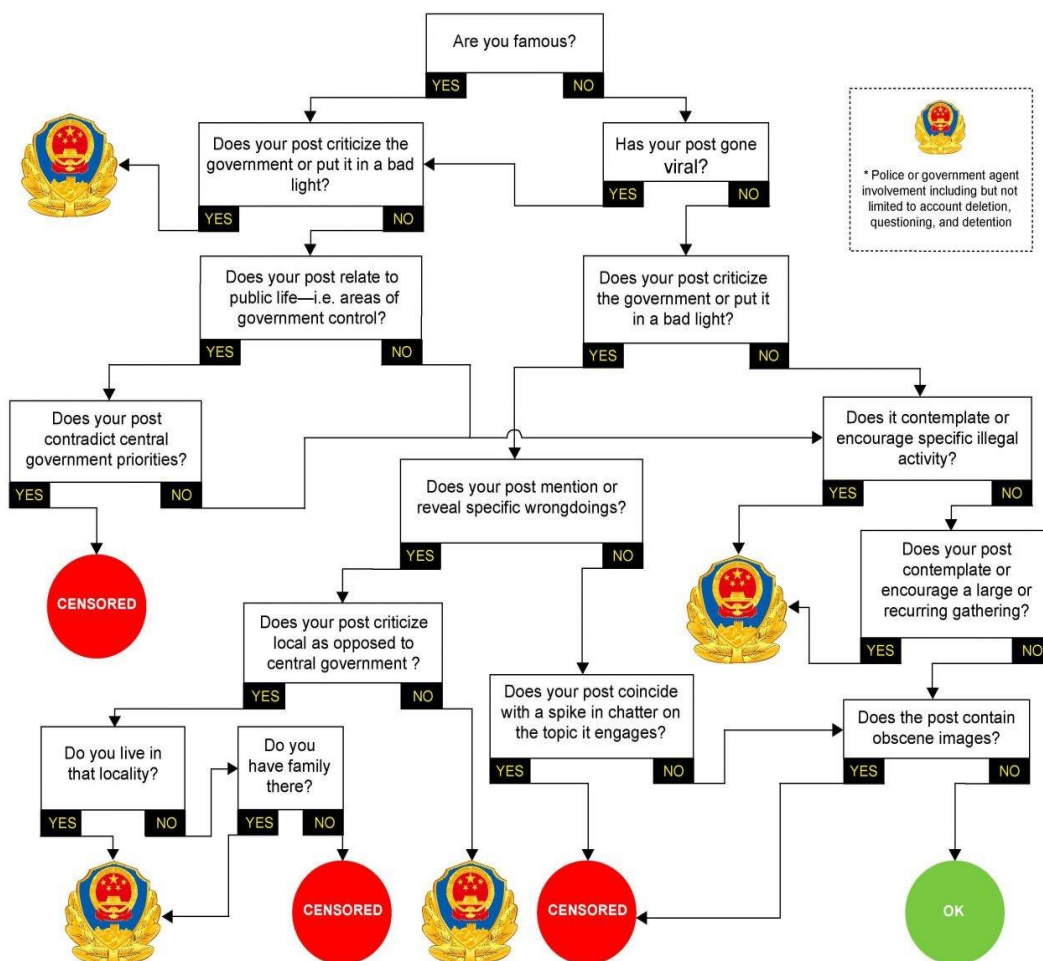 Are you famous?
YES
NO
Does your post criticize the
government or put it in a bad
light?
YES
NO
Has your post gone
viral?
YES
NO
* Police or government agent
involvement including but not
limited to account deletion,
questioning, and detention
Does your post relate to
public life—i.e. areas of
government control?
YES
NO
Does your post criticize
the government or put it
in a bad light?
YES
NO
Does your post
contradict central
government priorities?
YES
NO
Does it contemplate or
encourage specific illegal
activity?
YES
NO
Does your post mention or
reveal specific wrongdoings?
YES
NO
CENSORED
Does your post
contemplate or
encourage a large or
recurring gathering?
YES
NO
Does your post criticize
local as opposed to
central government ?
YES
NO
Does your post coincide
with a spike in chatter on
the topic it engages?
YES
NO
Does the post contain
obscene images?
YES
NO
Do you live in
that locality?
YES
NO
Do you
have family
there?
YES
NO
CENSORED
CENSORED
OK